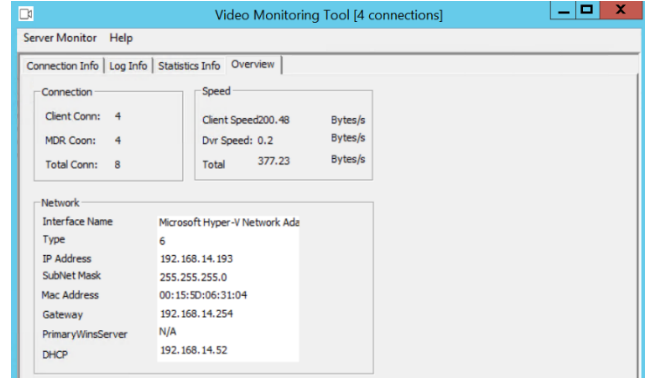 Video Monitoring Tool [4 connections]
Server Monitor Help
Connection Info Log Info Statistics Info Overview
Connection
Client Conn: 4
MDR Coon: 4
Total Conn: 8
Speed
Client Speed200.48 Bytes/s
Dvr Speed: 0.2 Bytes/s
Total 377.23 Bytes/s
Network
Interface Name Microsoft Hyper-V Network Ada
Type 6
IP Address 192.168.14.193
SubNet Mask 255.255.255.0
Mac Address 00:15:5D:06:31:04
Gateway 192.168.14.254
PrimaryWinsServer N/A
DHCP 192.168.14.52